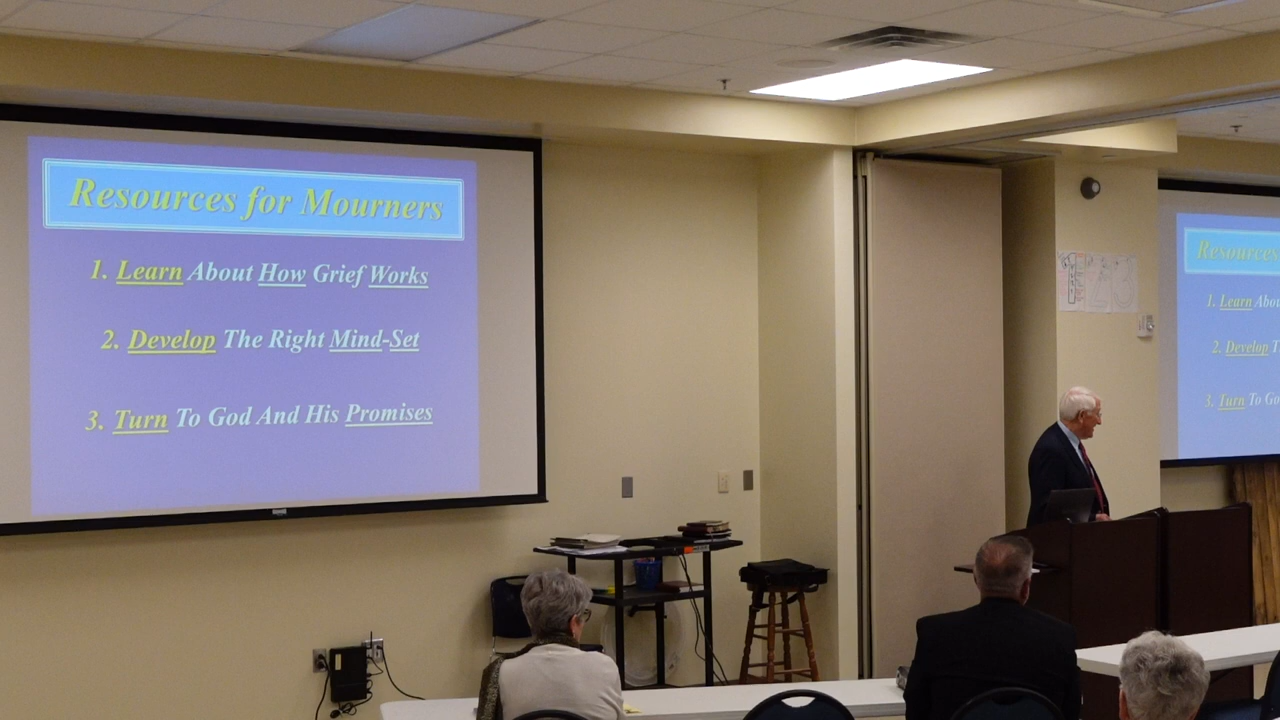 Resources for Mourners
1. Learn About How Grief Works
2. Develop The Right Mind-Set
3. Turn To God And His Promises
Resources
1. Learn
2. Develop
3. Turn To